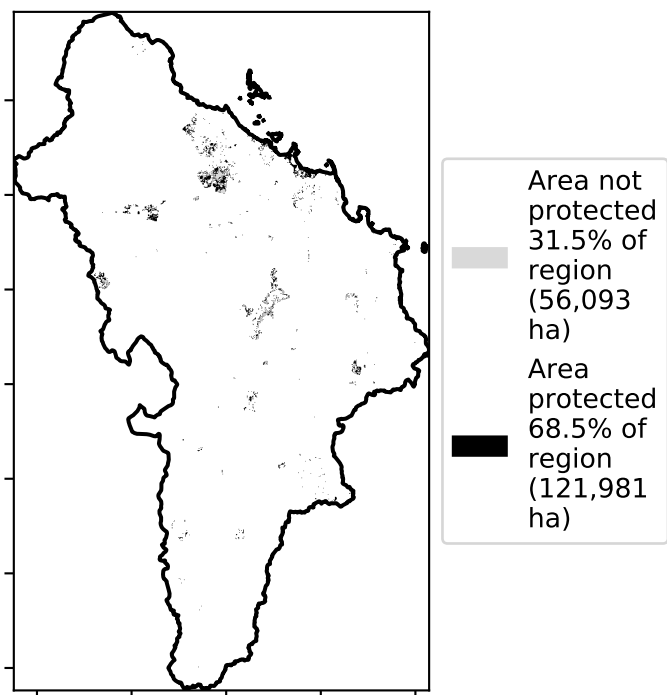 Area not
protected
31.5% of
region
(56,093
ha)
Area
protected
68.5% of
region
(121,981
ha)